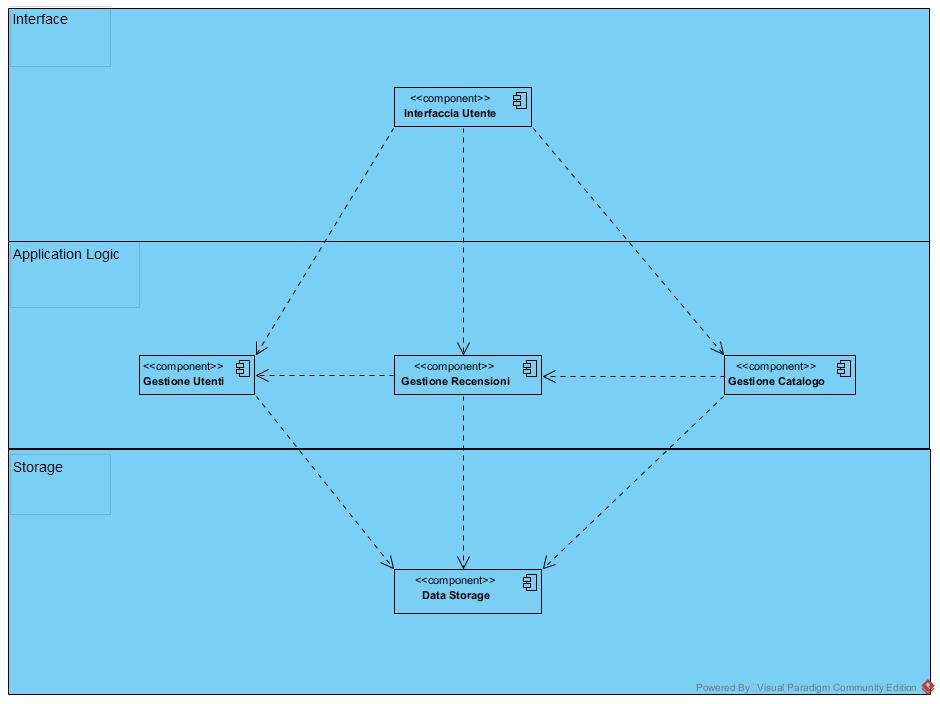 Interface
<<component>>
Interfaccia Utente
Application Logic
<<component>>
Gestione Utenti
<<component>>
Gestione Recensioni
<<component>>
Gestione Catalogo
Storage
<<component>>
Data Storage
Powered By Visual Paradigm Community Edition